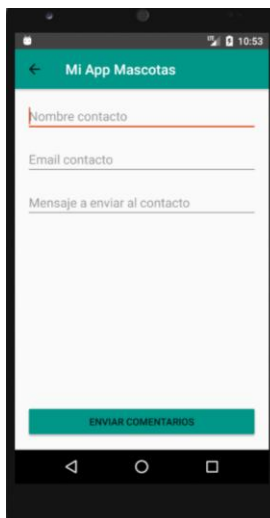 10:53
Mi App Mascotas
Nombre contacto
Email contacto
Mensaje a enviar al contacto
ENVIAR COMENTARIOS